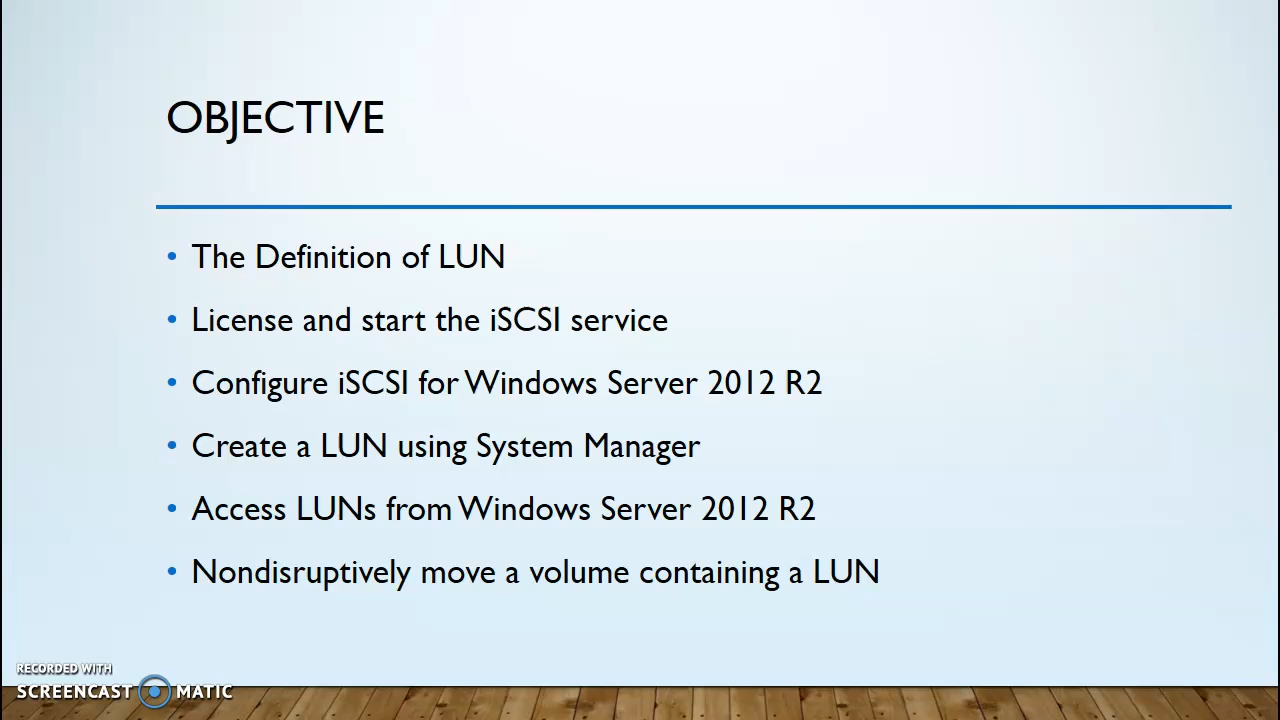 OBJECTIVE
• The Definition of LUN
• License and start the iSCSI service
• Configure iSCSI for Windows Server 2012 R2
• Create a LUN using System Manager
• Access LUNs from Windows Server 2012 R2
• Nondisruptively move a volume containing a LUN
RECORDED WITH
SCREENCAST MATIC